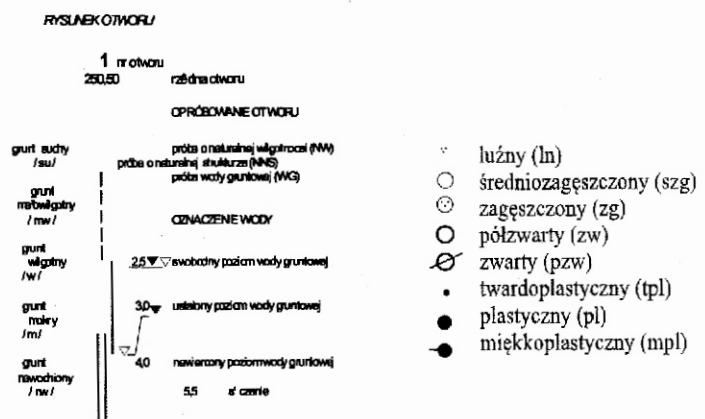 RYSUNEK OTWORU
1 nr otworu
250,50 rzędna otworu
OPRÓBOWANIE OTWORU
grunt suchy
/su/
próba o naturalnej wilgotności (NW)
próba o naturalnej strukturze (NNS)
próba wody gruntowej (WG)
grunt
małowilgotny
/mw/
OZNACZENIE WODY
grunt
wilgotny
/w/
2,5 swobodny poziom wody gruntowej
grunt
mokry
/m/
3,0 ustalony poziom wody gruntowej
grunt
nawodniony
/nw/
4,0 nawiercony poziom wody gruntowej
5,5
luźny (ln)
średniozagęszczony (szg)
zagęszczony (zg)
półzwarty (zw)
zwarty (pzw)
twardoplastyczny (tpl)
plastyczny (pl)
miękkoplastyczny (mpl)